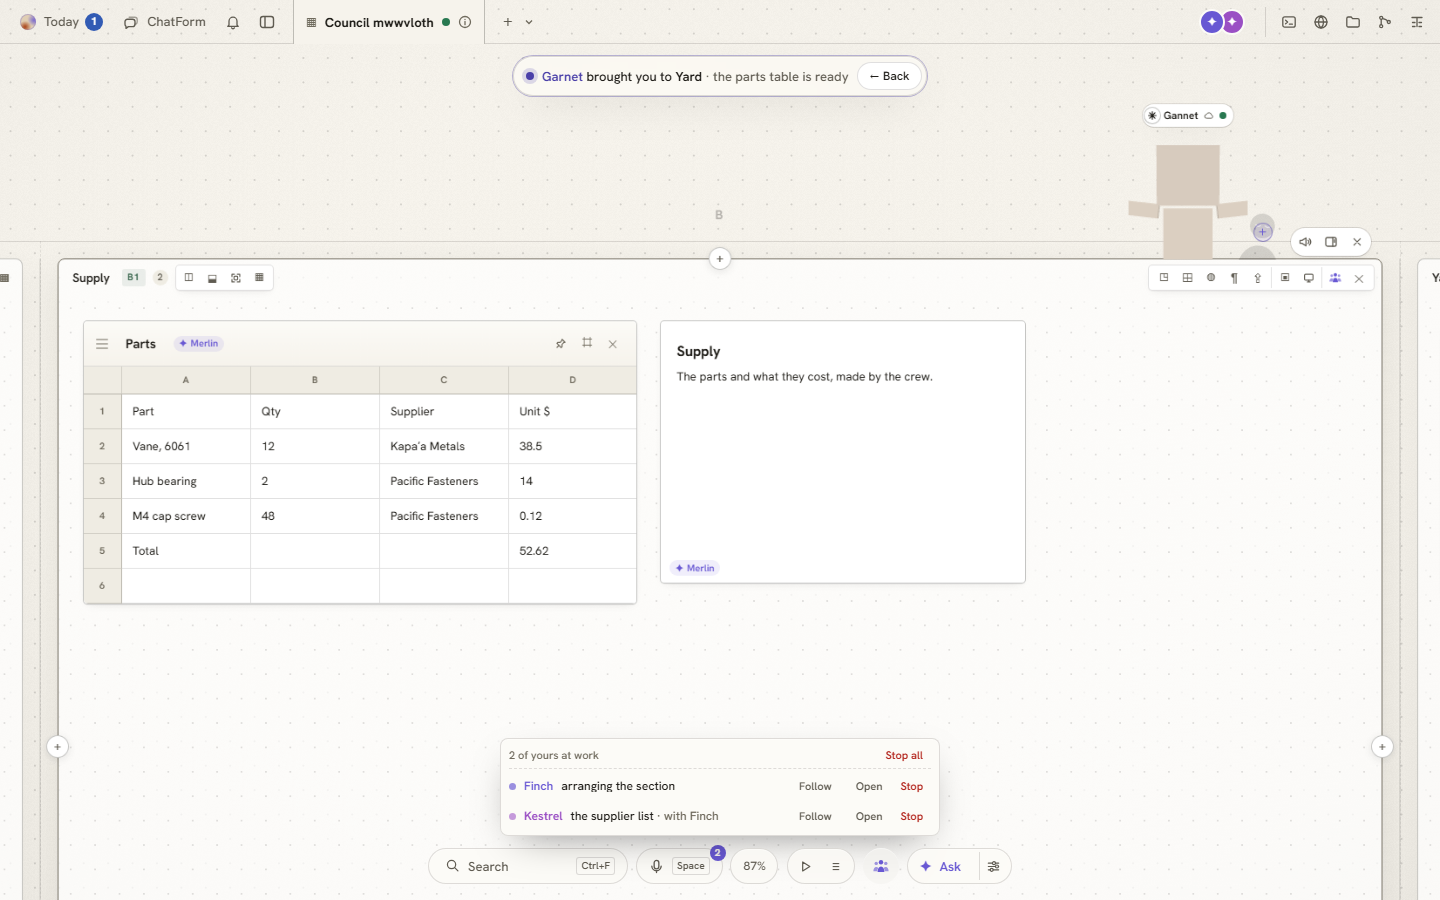 Today 1 ChatForm Council mwwvloth
Garnet brought you to Yard · the parts table is ready ← Back
Gannet
B
Supply B1 2
Parts Merlin
A B C D
1 Part Qty Supplier Unit $
2 Vane, 6061 12 Kapaʻa Metals 38.5
3 Hub bearing 2 Pacific Fasteners 14
4 M4 cap screw 48 Pacific Fasteners 0.12
5 Total 52.62
6
Supply
The parts and what they cost, made by the crew.
Merlin
2 of yours at work Stop all
Finch arranging the section Follow Open Stop
Kestrel the supplier list · with Finch Follow Open Stop
Search Ctrl+F Space 2 87% Ask